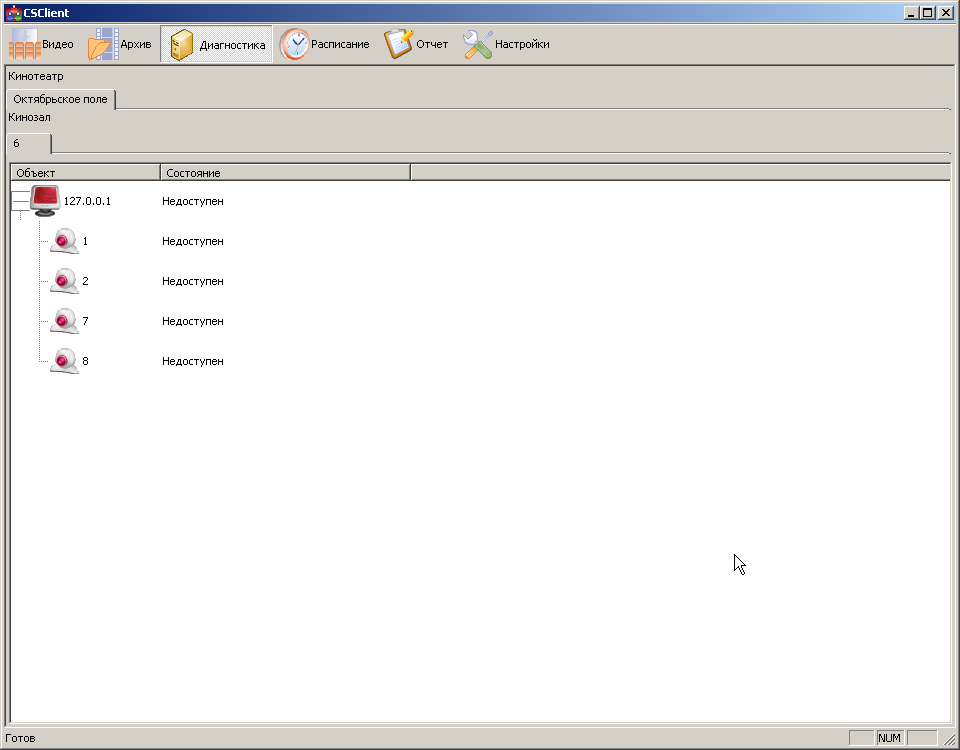 CSClient
Видео Архив Диагностика Расписание Отчет Настройки
Кинотеатр
Октябрьское поле
Кинозал
6
Объект Состояние
127.0.0.1 Недоступен
1 Недоступен
2 Недоступен
7 Недоступен
8 Недоступен
Готов NUM